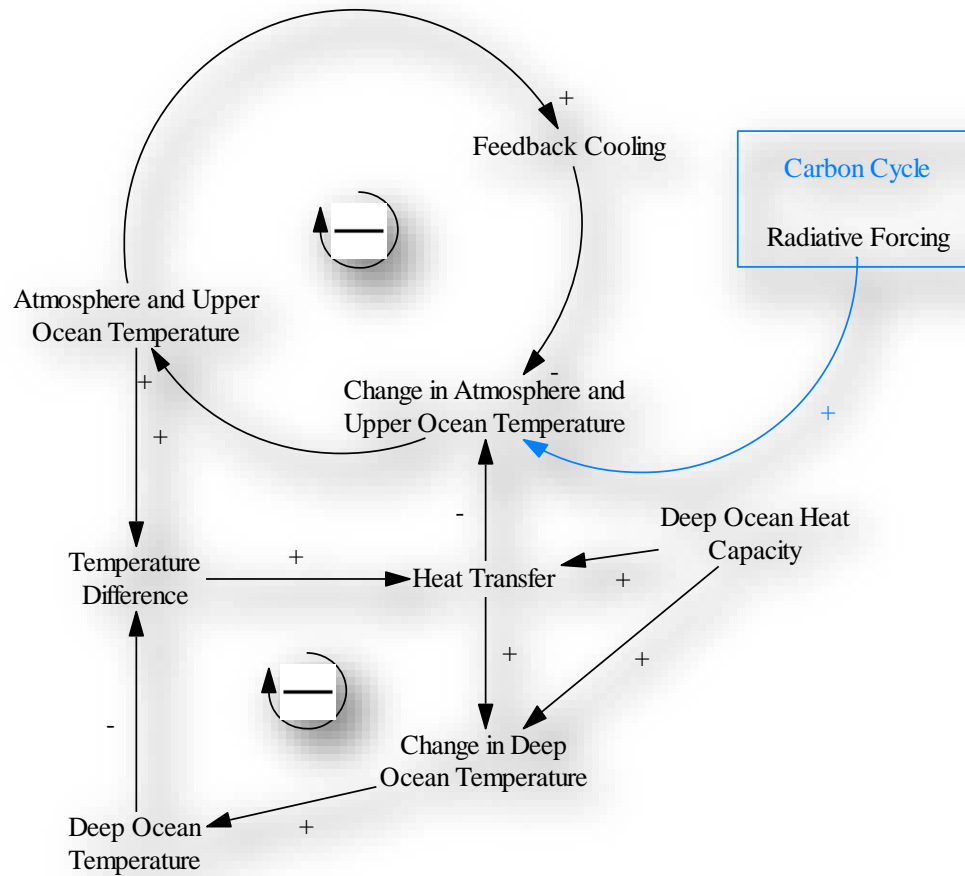 +
Feedback Cooling
Carbon Cycle
Radiative Forcing
Atmosphere and Upper
Ocean Temperature
-
Change in Atmosphere and
Upper Ocean Temperature
+
+
+
-
Deep Ocean Heat
Capacity
Temperature
Difference
+
Heat Transfer
+
+
+
-
Change in Deep
Ocean Temperature
+
Deep Ocean
Temperature